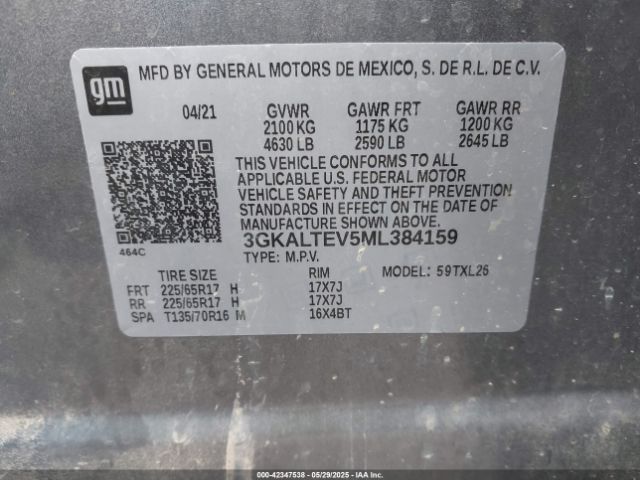 gm
MFD BY GENERAL MOTORS DE MEXICO, S. DE R.L. DE C.V.
04/21 GVWR GAWR FRT GAWR RR
2100 KG 1175 KG 1200 KG
4630 LB 2590 LB 2645 LB
THIS VEHICLE CONFORMS TO ALL
APPLICABLE U.S. FEDERAL MOTOR
VEHICLE SAFETY AND THEFT PREVENTION
STANDARDS IN EFFECT ON THE DATE OF
MANUFACTURE SHOWN ABOVE.
3GKALTEV5ML384159
464C
TYPE: M.P.V.
TIRE SIZE RIM MODEL: 59TXL26
FRT 225/65R17 H 17X7J
RR 225/65R17 H 17X7J
SPA T135/70R16 M 16X4BT
000-42347538 - 05/29/2025 - IAA, Inc.